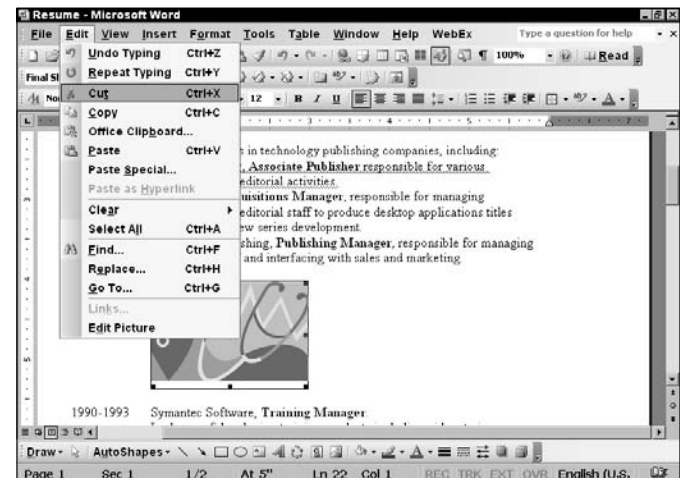 Resume - Microsoft Word
File Edit View Insert Format Tools Table Window Help WebEx Type a question for help
Undo Typing Ctrl+Z
100% Read
Repeat Typing Ctrl+Y
Final
Cut Ctrl+X
12 B I U
Copy Ctrl+C
Office Clipboard...
Paste Ctrl+V
Paste Special...
Paste as Hyperlink
Clear
Select All Ctrl+A
Find... Ctrl+F
Replace... Ctrl+H
Go To... Ctrl+G
Links...
Edit Picture
in technology publishing companies, including:
Associate Publisher responsible for various
editorial activities.
Manager, responsible for managing
editorial staff to produce desktop applications titles
series development.
Publishing Manager, responsible for managing
and interfacing with sales and marketing
1990-1993 Symantec Software, Training Manager
Draw AutoShapes
Page 1 Sec 1 1/2 At 5" Ln 22 Col 1 REC TRK EXT OVR English (U.S.